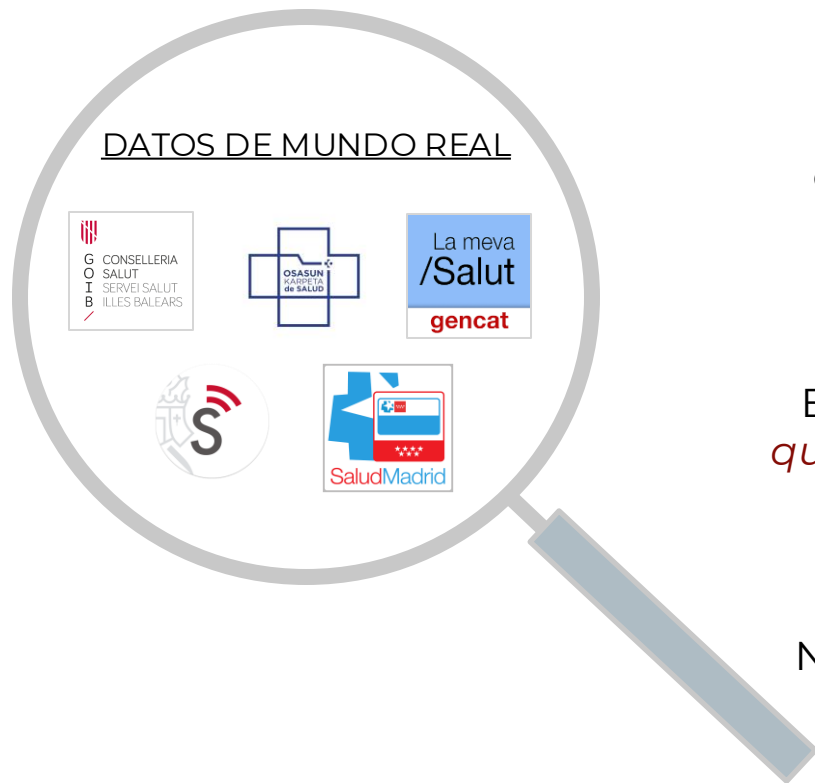 DATOS DE MUNDO REAL
G CONSELLERIA
O SALUT
I SERVEI SALUT
B ILLES BALEARS
OSASUN
KARPETA
de SALUD
La meva
/Salut
gencat
S
SaludMadrid
E
qu
N